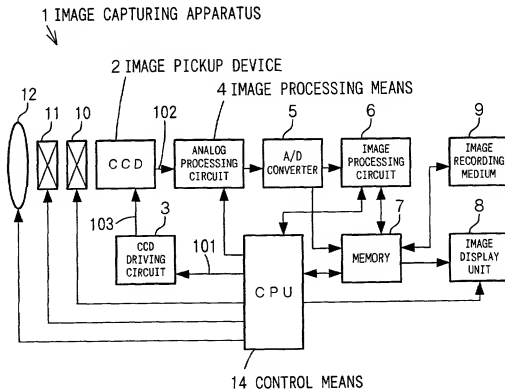 1 IMAGE CAPTURING APPARATUS
2 IMAGE PICKUP DEVICE
4 IMAGE PROCESSING MEANS
12
11
10
102
5
6
9
CCD
ANALOG
PROCESSING
CIRCUIT
A/D
CONVERTER
IMAGE
PROCESSING
CIRCUIT
IMAGE
RECORDING
MEDIUM
103
3
101
7
8
CCD
DRIVING
CIRCUIT
CPU
MEMORY
IMAGE
DISPLAY
UNIT
14 CONTROL MEANS